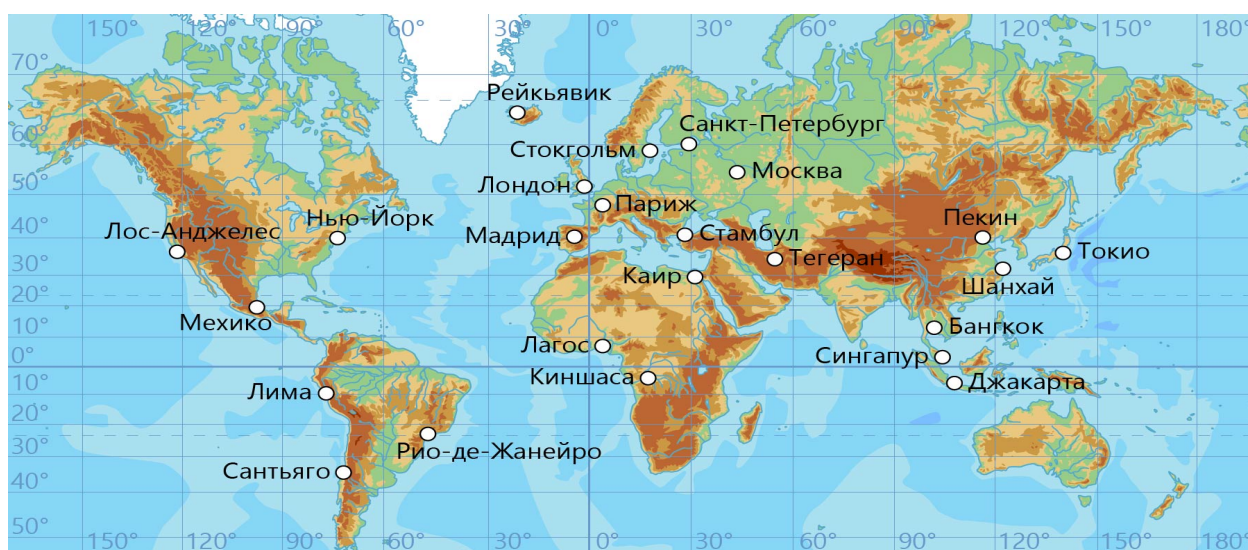 150° 120° 90° 60° 30° 0° 30° 60° 90° 120° 150° 180°
70°
Рейкьявик
Санкт-Петербург
60°
Стокгольм
Москва
Лондон
50°
Париж
Нью-Йорк
Пекин
Лос-Анджелес
Мадрид
Стамбул
40°
Токио
Тегеран
Каир
30°
Шанхай
20°
Мехико
Бангкок
10°
Лагос
Сингапур
0°
Киншаса
Джакарта
10°
Лима
20°
30°
Рио-де-Жанейро
Сантьяго
40°
50°
150° 120° 90° 60° 30° 0° 30° 60° 90° 120° 150° 180°